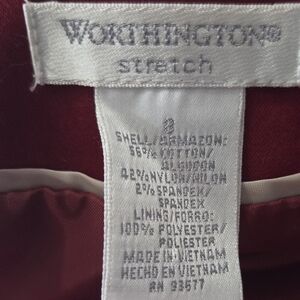 WORTHINGTON®
stretch
8
SHELL/ARMAZON:
56% COTTON/
ALGODON
42% NYLON/NILON
2% SPANDEX/
SPANDEX
LINING/FORRO:
100% POLYESTER/
POLIESTER
MADE IN VIETNAM
HECHO EN VIETNAM
RN 93677